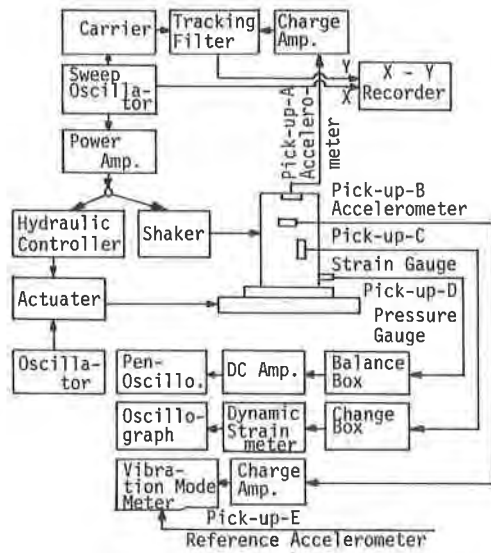 Carrier
Tracking
Filter
Charge
Amp.
Sweep
Oscilla-
tor
Y
X
X - Y
Recorder
Power
Amp.
Pick-up-A
Accelero-
meter
Hydraulic
Controller
Shaker
Pick-up-B
Accelerometer
Pick-up-C
Strain Gauge
Pick-up-D
Pressure
Gauge
Actuater
Oscilla-
tor
Pen-
Oscillo.
DC Amp.
Balance
Box
Oscillo-
graph
Dynamic
Strain
meter
Change
Box
Vibra-
tion Mode
Meter
Charge
Amp.
Pick-up-E
Reference Accelerometer